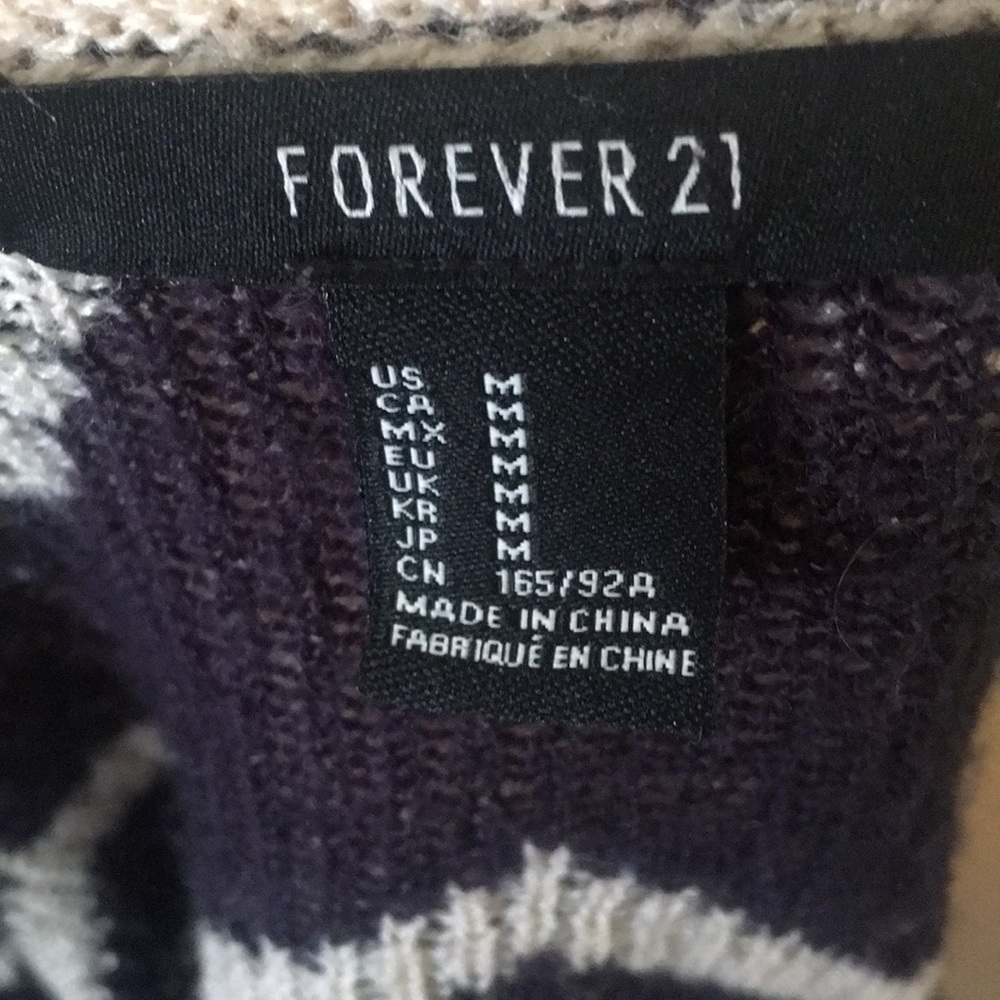 FOREVER 21
US M
CA M
MX M
EU M
UK M
KR M
JP M
CN 165/92A
MADE IN CHINA
FABRIQUÉ EN CHINE